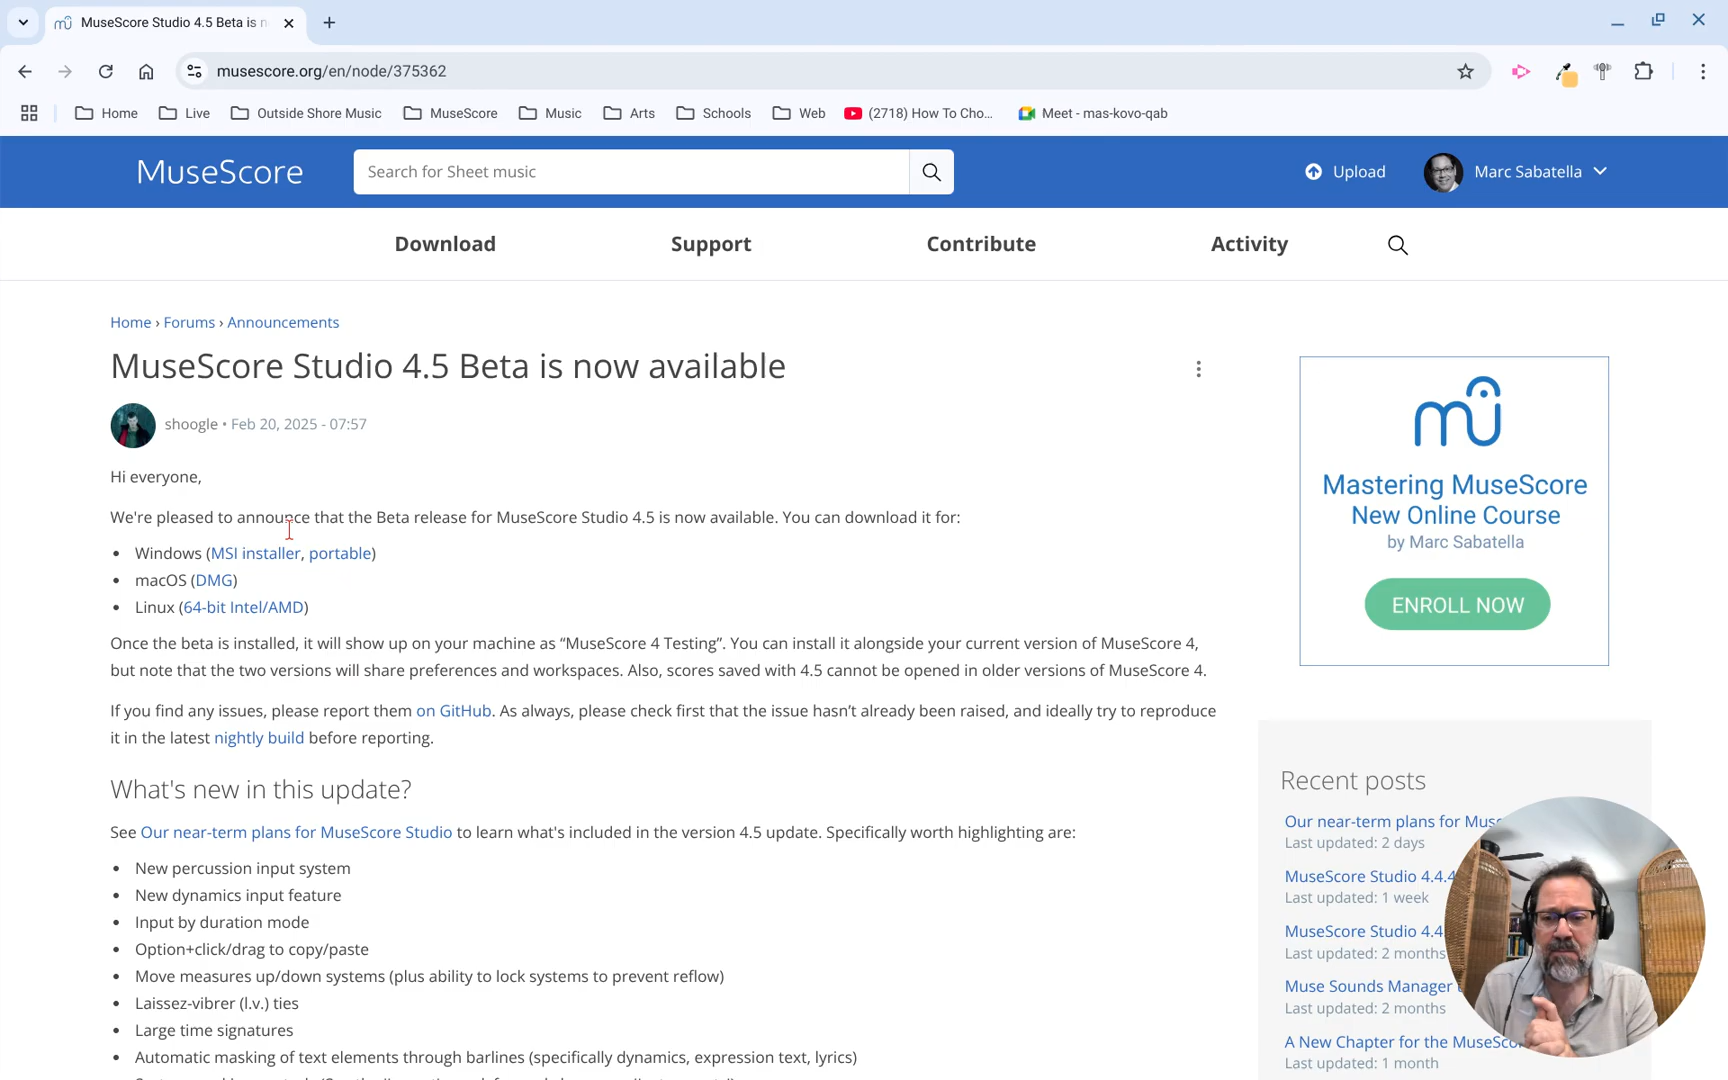 MuseScore Studio 4.5 Beta is n
musescore.org/en/node/375362
Home
Live
Outside Shore Music
MuseScore
Music
Arts
Schools
Web
(2718) How To Cho...
Meet - mas-kovo-qab
MuseScore
Search for Sheet music
Upload
Marc Sabatella
Download
Support
Contribute
Activity
Home › Forums › Announcements
MuseScore Studio 4.5 Beta is now available
shoogle • Feb 20, 2025 - 07:57
Hi everyone,
We're pleased to announce that the Beta release for MuseScore Studio 4.5 is now available. You can download it for:
• Windows (MSI installer, portable)
• macOS (DMG)
• Linux (64-bit Intel/AMD)
Once the beta is installed, it will show up on your machine as “MuseScore 4 Testing”. You can install it alongside your current version of MuseScore 4,
but note that the two versions will share preferences and workspaces. Also, scores saved with 4.5 cannot be opened in older versions of MuseScore 4.
If you find any issues, please report them on GitHub. As always, please check first that the issue hasn’t already been raised, and ideally try to reproduce
it in the latest nightly build before reporting.
What's new in this update?
See Our near-term plans for MuseScore Studio to learn what's included in the version 4.5 update. Specifically worth highlighting are:
• New percussion input system
• New dynamics input feature
• Input by duration mode
• Option+click/drag to copy/paste
• Move measures up/down systems (plus ability to lock systems to prevent reflow)
• Laissez-vibrer (l.v.) ties
• Large time signatures
• Automatic masking of text elements through barlines (specifically dynamics, expression text, lyrics)
Mastering MuseScore
New Online Course
by Marc Sabatella
ENROLL NOW
Recent posts
Our near-term plans for Mus
Last updated: 2 days
MuseScore Studio 4.4.4
Last updated: 1 week
MuseScore Studio 4.4
Last updated: 2 months
Muse Sounds Manager
Last updated: 2 months
A New Chapter for the MuseSco
Last updated: 1 month